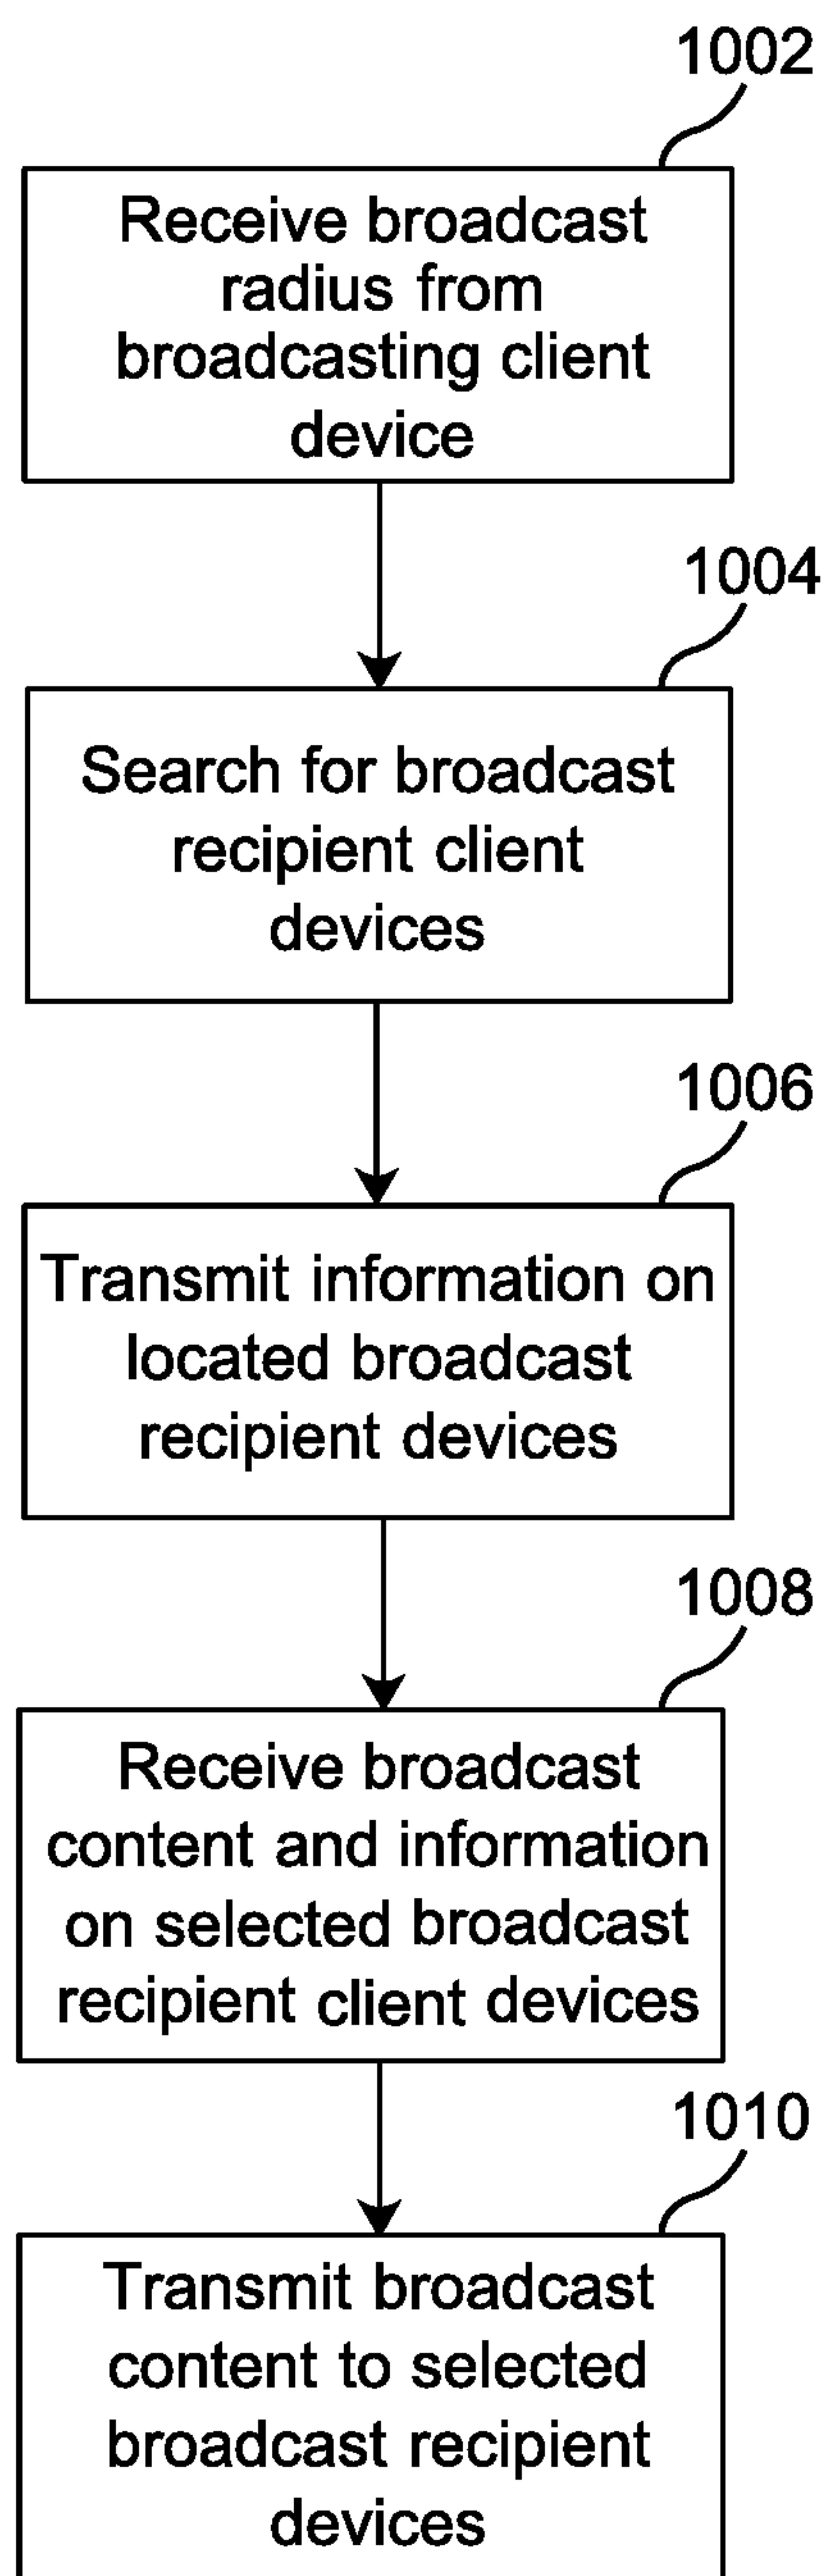 1002
Receive broadcast
radius from
broadcasting client
device
1004
Search for broadcast
recipient client
devices
1006
Transmit information on
located broadcast
recipient devices
1008
Receive broadcast
content and information
on selected broadcast
recipient client devices
1010
Transmit broadcast
content to selected
broadcast recipient
devices